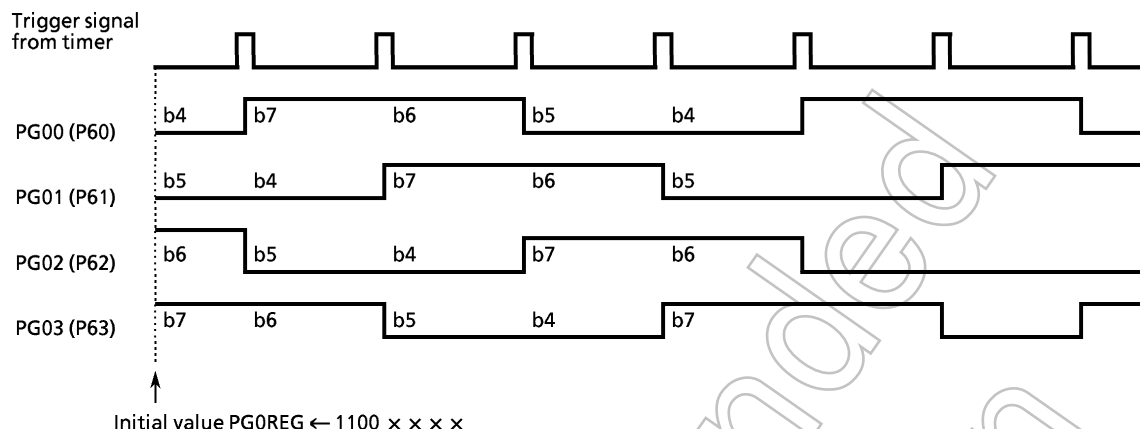 Trigger signal
from timer
b4 b7 b6 b5 b4
PG00 (P60)
b5 b4 b7 b6 b5
PG01 (P61)
b6 b5 b4 b7 b6
PG02 (P62)
b7 b6 b5 b4 b7
PG03 (P63)
Initial value PG0REG ← 1100 × × × ×